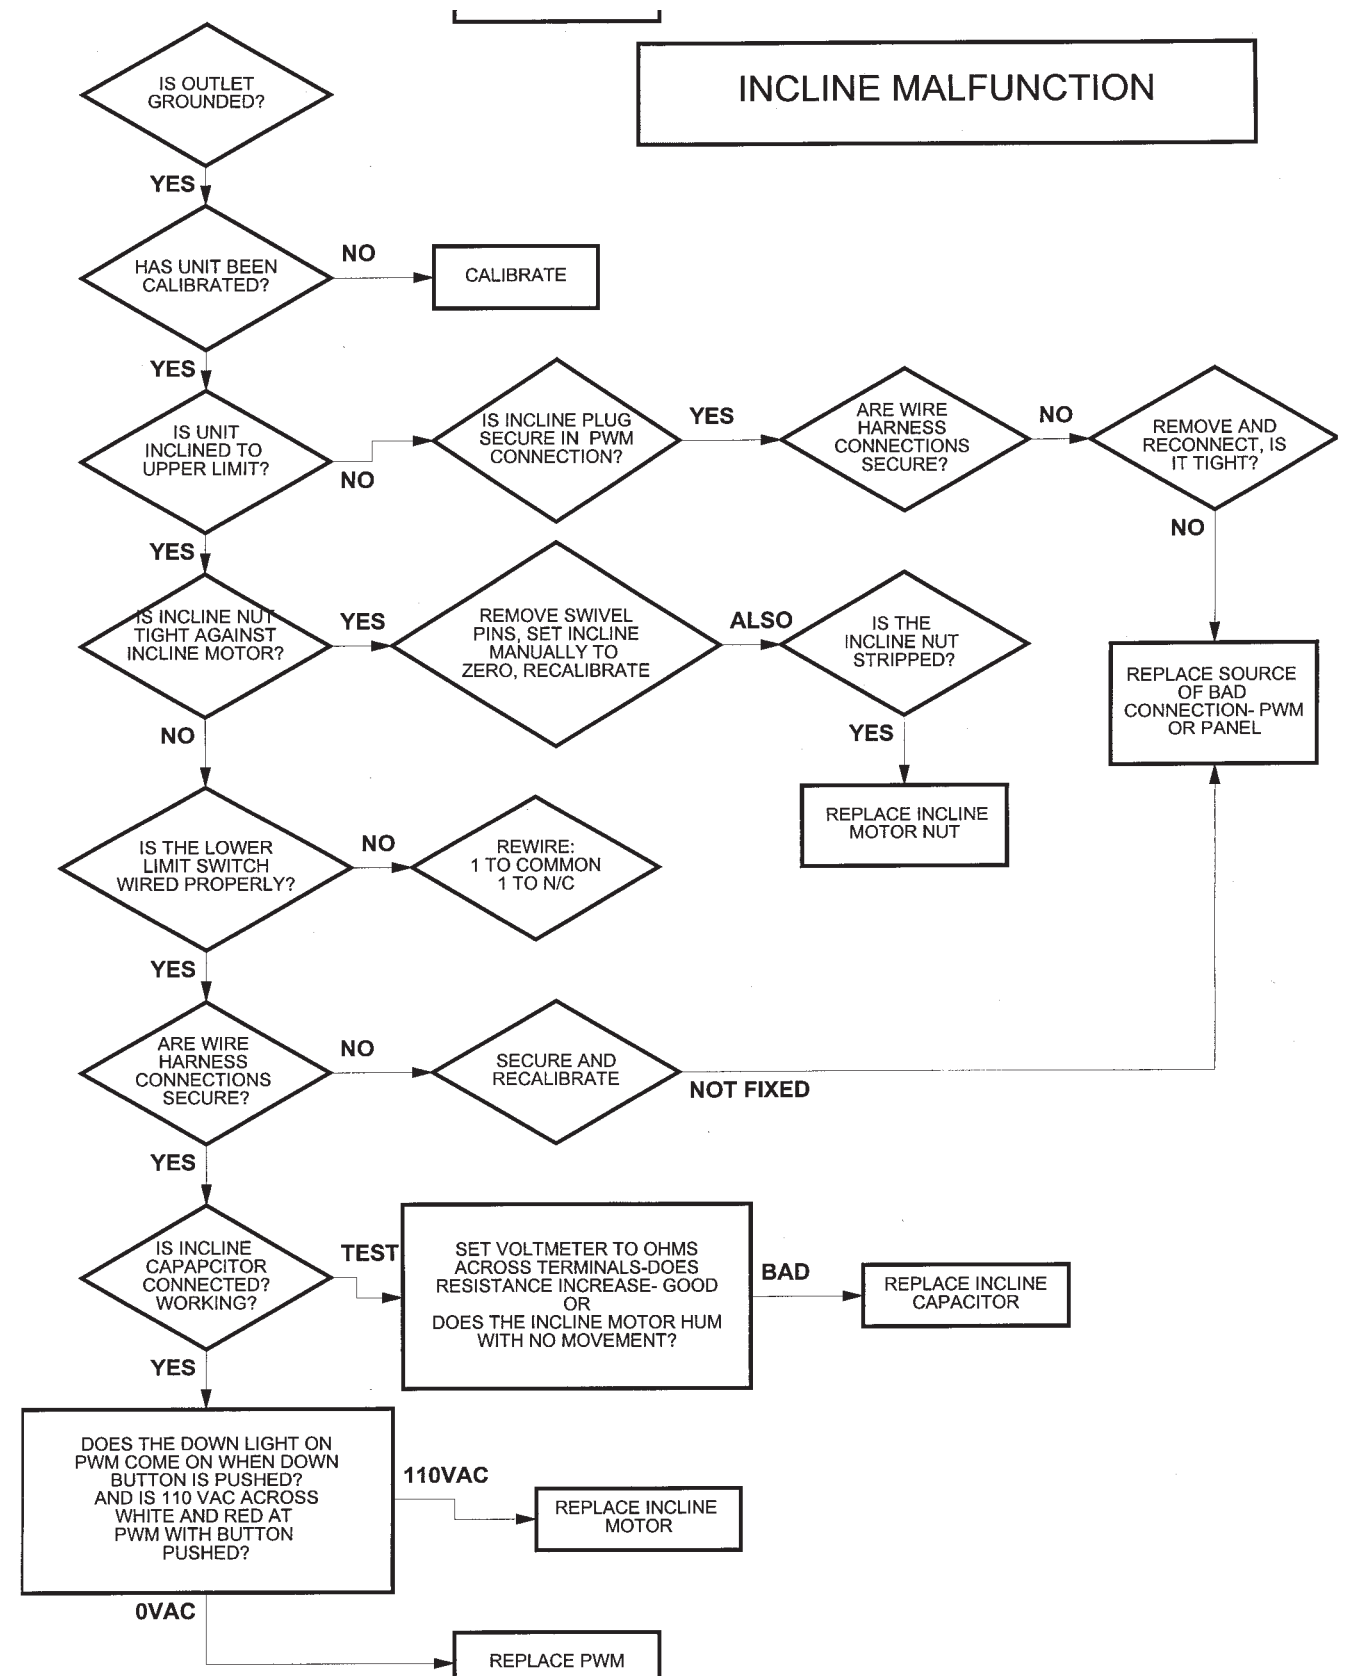 INCLINE MALFUNCTION
IS OUTLET
GROUNDED?
YES
HAS UNIT BEEN
CALIBRATED?
NO
CALIBRATE
YES
IS UNIT
INCLINED TO
UPPER LIMIT?
NO
IS INCLINE PLUG
SECURE IN PWM
CONNECTION?
YES
ARE WIRE
HARNESS
CONNECTIONS
SECURE?
NO
REMOVE AND
RECONNECT, IS
IT TIGHT?
NO
REPLACE SOURCE
OF BAD
CONNECTION- PWM
OR PANEL
YES
IS INCLINE NUT
TIGHT AGAINST
INCLINE MOTOR?
YES
REMOVE SWIVEL
PINS, SET INCLINE
MANUALLY TO
ZERO, RECALIBRATE
ALSO
IS THE
INCLINE NUT
STRIPPED?
YES
REPLACE INCLINE
MOTOR NUT
NO
IS THE LOWER
LIMIT SWITCH
WIRED PROPERLY?
NO
REWIRE:
1 TO COMMON
1 TO N/C
YES
ARE WIRE
HARNESS
CONNECTIONS
SECURE?
NO
SECURE AND
RECALIBRATE
NOT FIXED
YES
IS INCLINE
CAPAPCITOR
CONNECTED?
WORKING?
TEST
SET VOLTMETER TO OHMS
ACROSS TERMINALS-DOES
RESISTANCE INCREASE- GOOD
OR
DOES THE INCLINE MOTOR HUM
WITH NO MOVEMENT?
BAD
REPLACE INCLINE
CAPACITOR
YES
DOES THE DOWN LIGHT ON
PWM COME ON WHEN DOWN
BUTTON IS PUSHED?
AND IS 110 VAC ACROSS
WHITE AND RED AT
PWM WITH BUTTON
PUSHED?
110VAC
REPLACE INCLINE
MOTOR
0VAC
REPLACE PWM